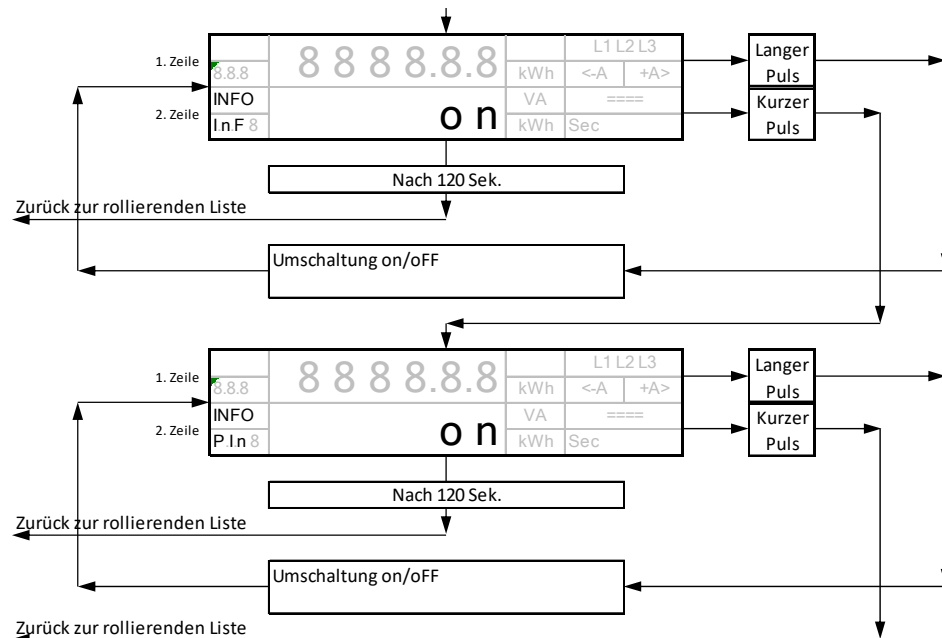 L1 L2 L3
1. Zeile
8 8 8 8.8.8
Langer
Puls
8.8.8
kWh
<-A
+A>
INFO
VA
====
Kurzer
Puls
2. Zeile
I.n.F 8
o n
kWh
Sec
Nach 120 Sek.
Zurück zur rollierenden Liste
Umschaltung on/oFF
L1 L2 L3
1. Zeile
8 8 8 8.8.8
Langer
Puls
8.8.8
kWh
<-A
+A>
INFO
VA
====
Kurzer
Puls
2. Zeile
P.I.n 8
o n
kWh
Sec
Nach 120 Sek.
Zurück zur rollierenden Liste
Umschaltung on/oFF
Zurück zur rollierenden Liste